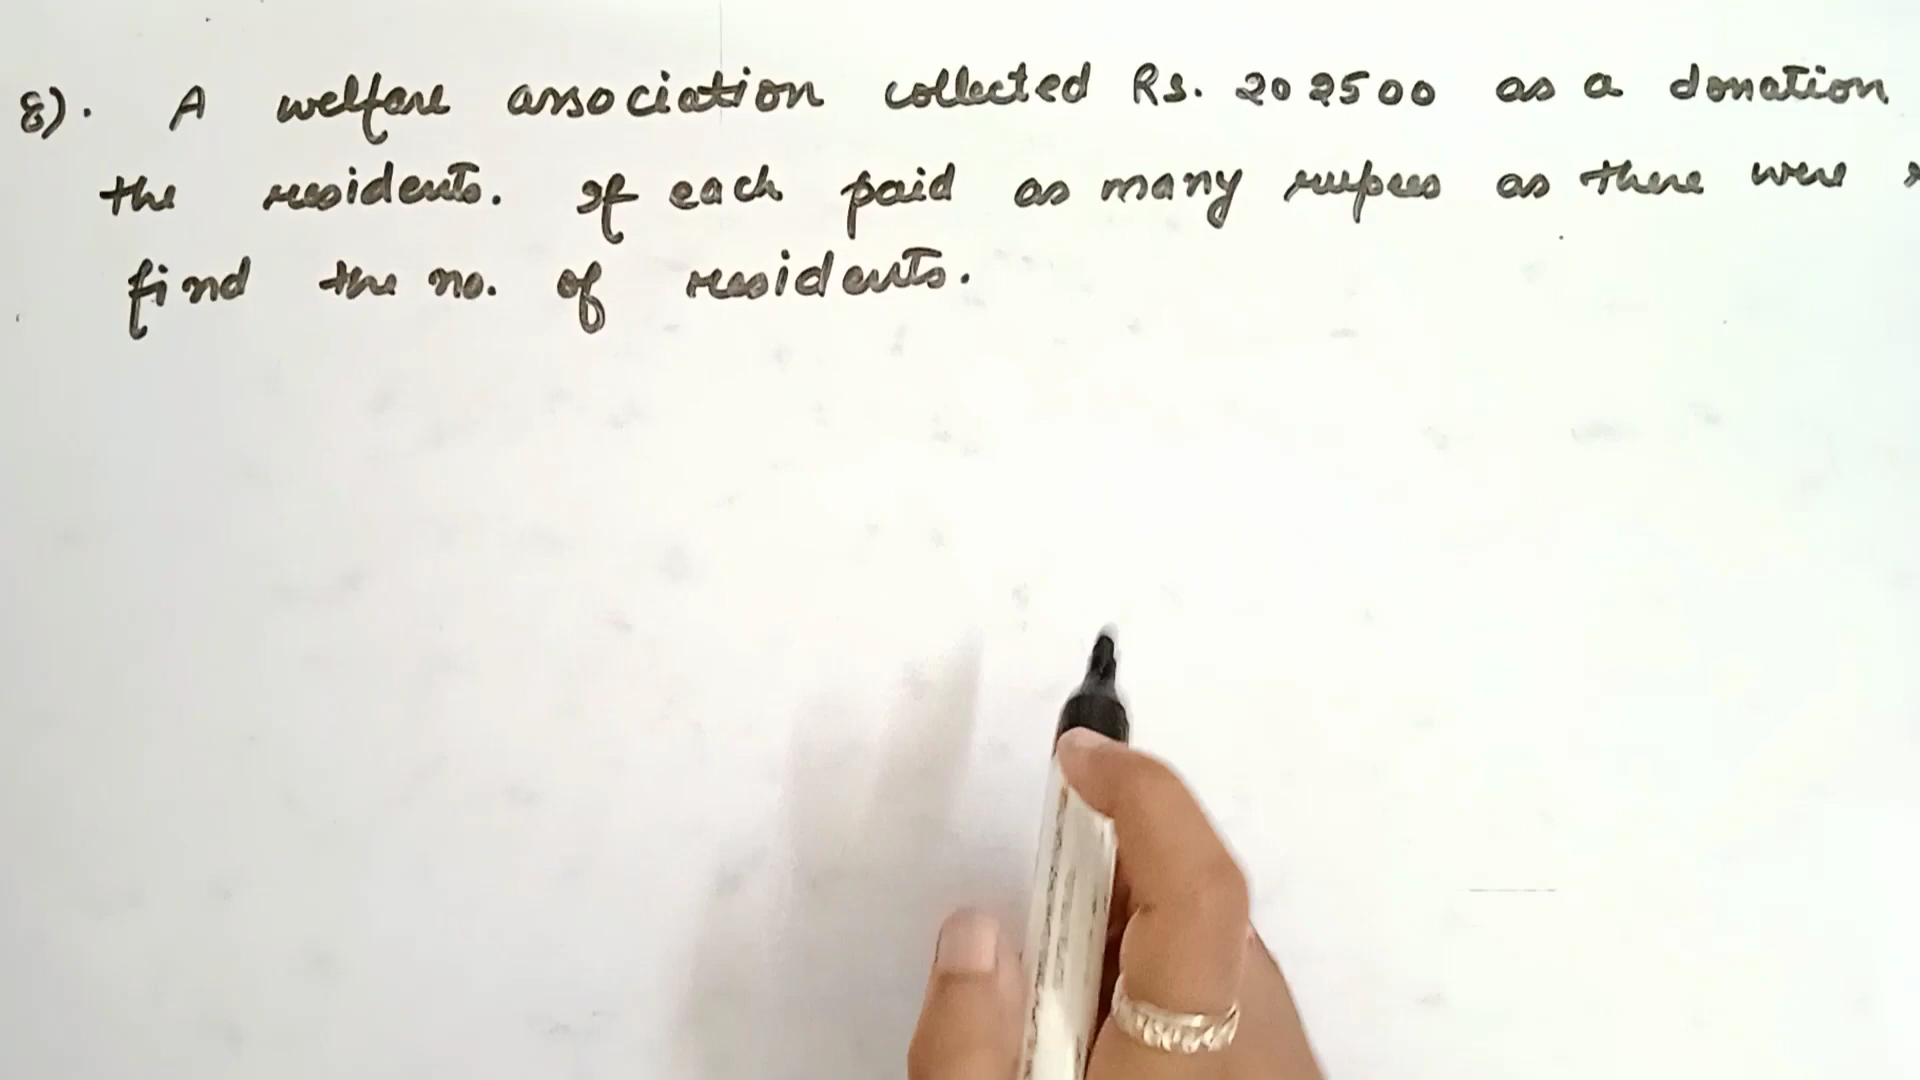 8). A welfare association collected Rs. 202500 as a donation
the residents. If each paid as many rupees as there were
find the no. of residents.